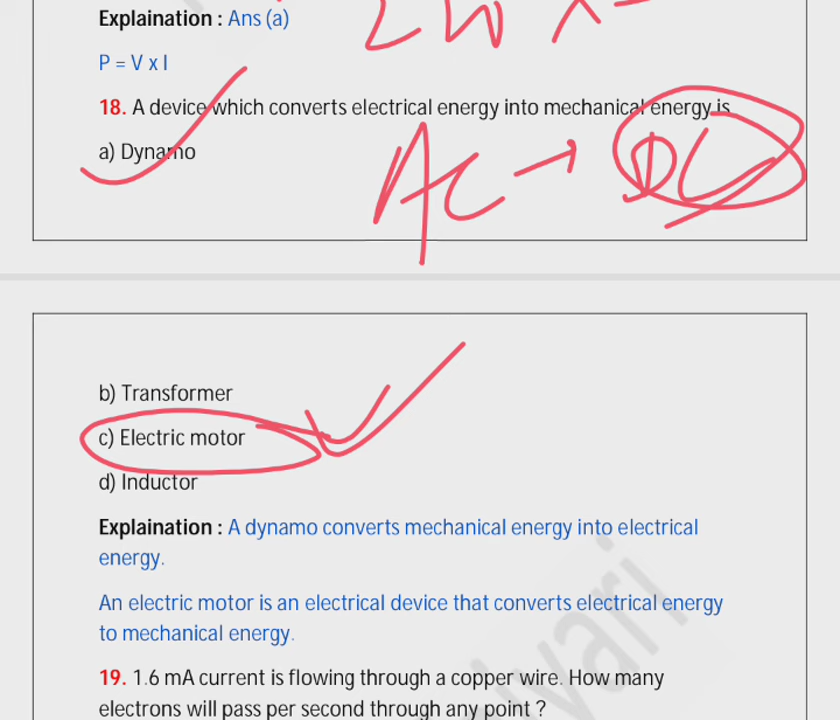 Explaination : Ans (a)
P = V x I
18. A device which converts electrical energy into mechanical energy is
a) Dynamo
AC → DC
b) Transformer
c) Electric motor
d) Inductor
Explaination : A dynamo converts mechanical energy into electrical
energy.
An electric motor is an electrical device that converts electrical energy
to mechanical energy.
19. 1.6 mA current is flowing through a copper wire. How many
electrons will pass per second through any point ?